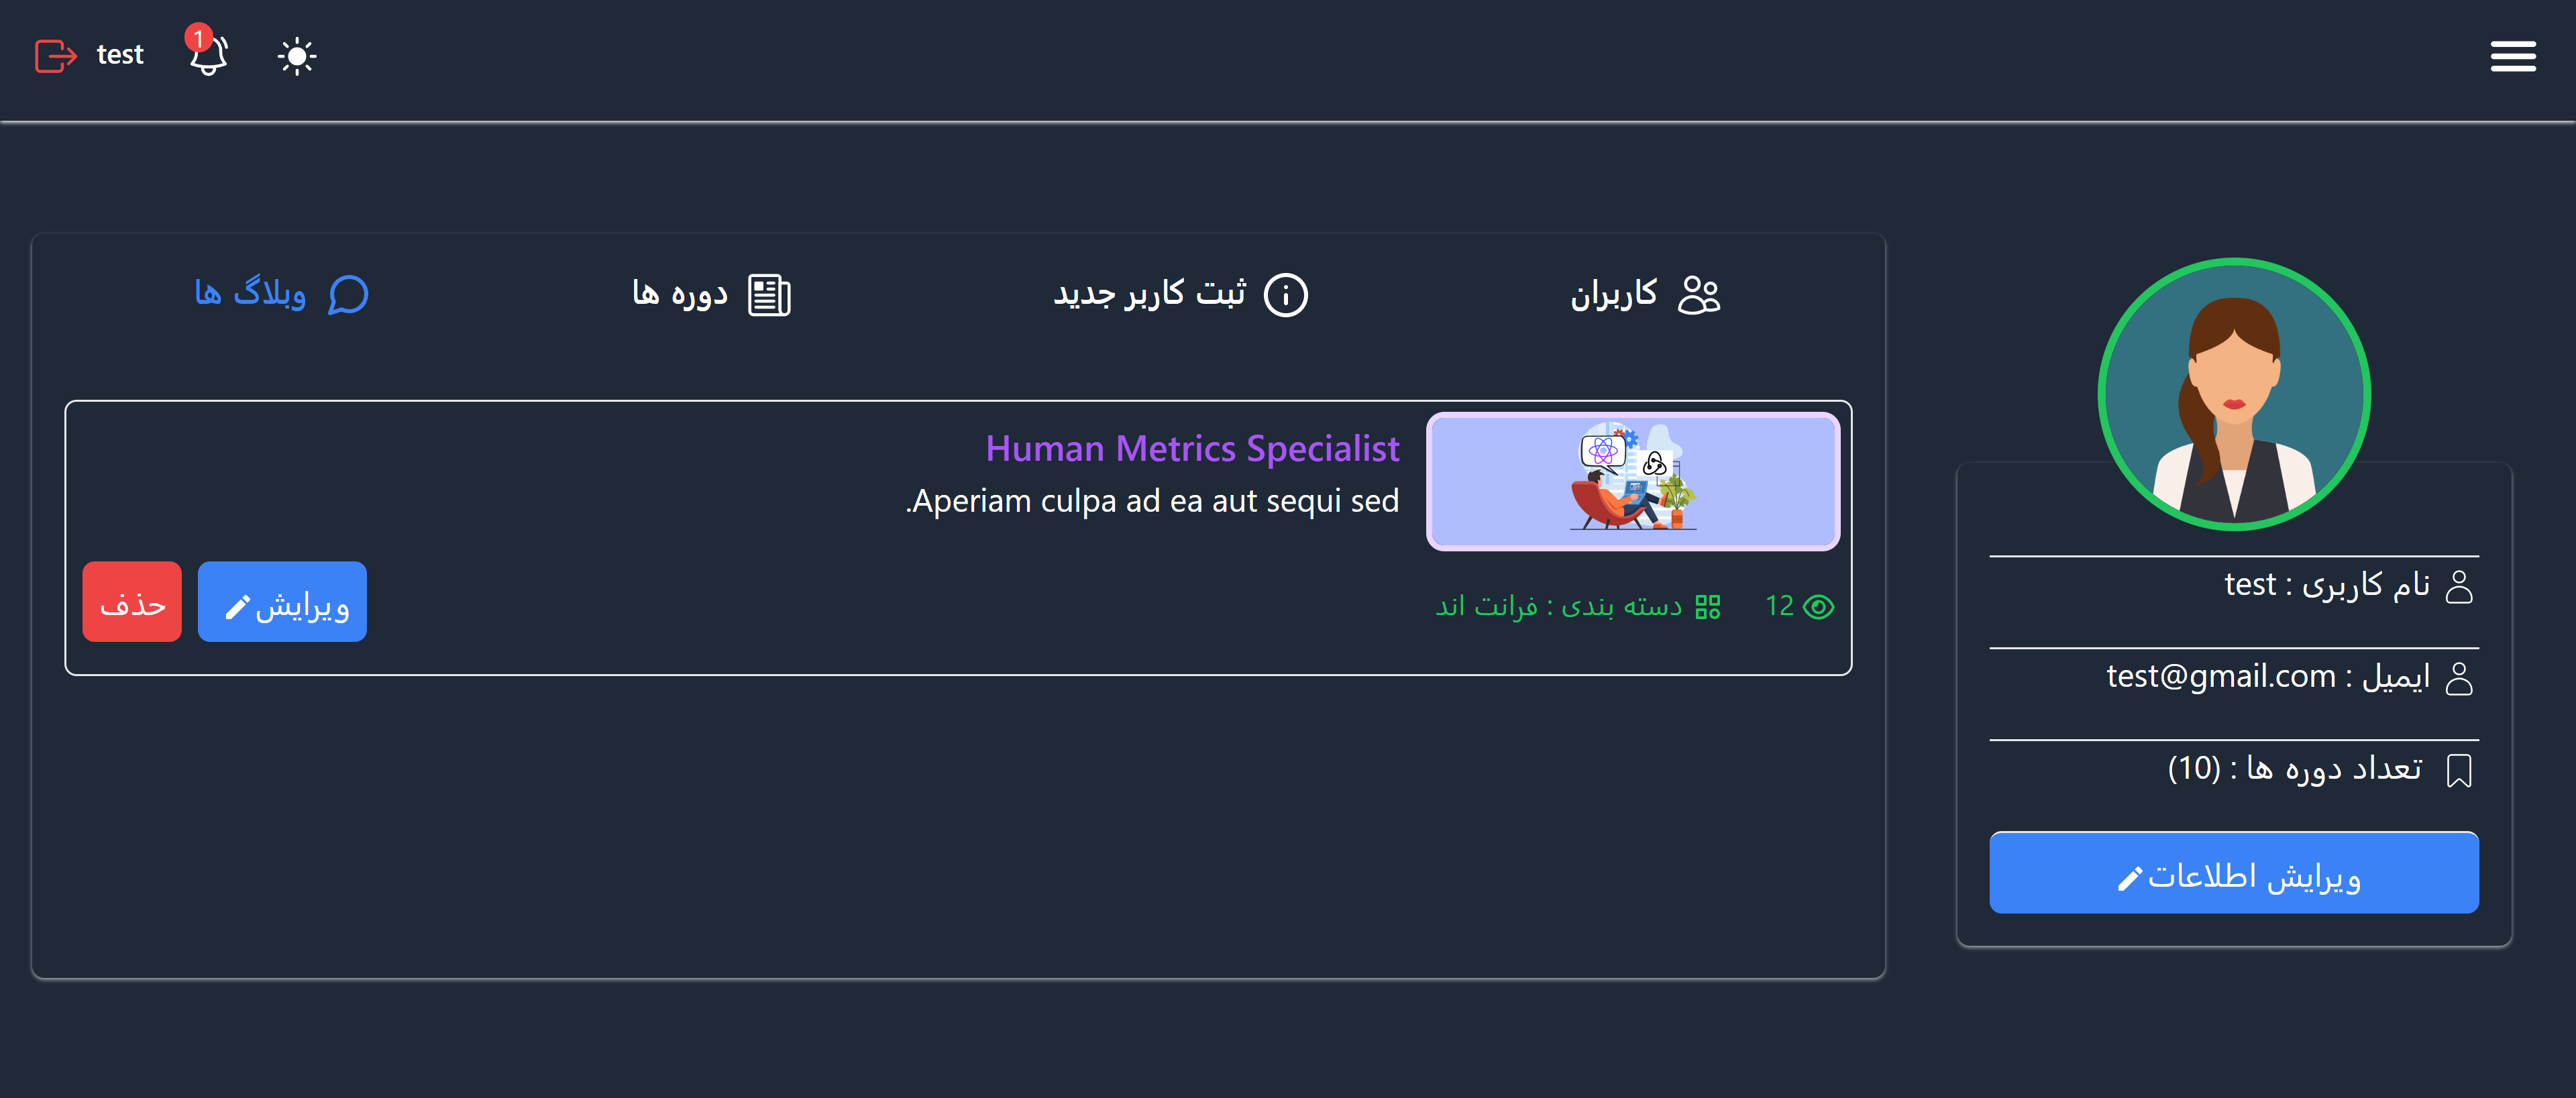 test
1
کاربران
ثبت کاربر جدید
دوره ها
وبلاگ ها
Human Metrics Specialist
.Aperiam culpa ad ea aut sequi sed
12
دسته بندی : فرانت اند
ویرایش
حذف
نام کاربری : test
ایمیل : test@gmail.com
تعداد دوره ها : (10)
ویرایش اطلاعات